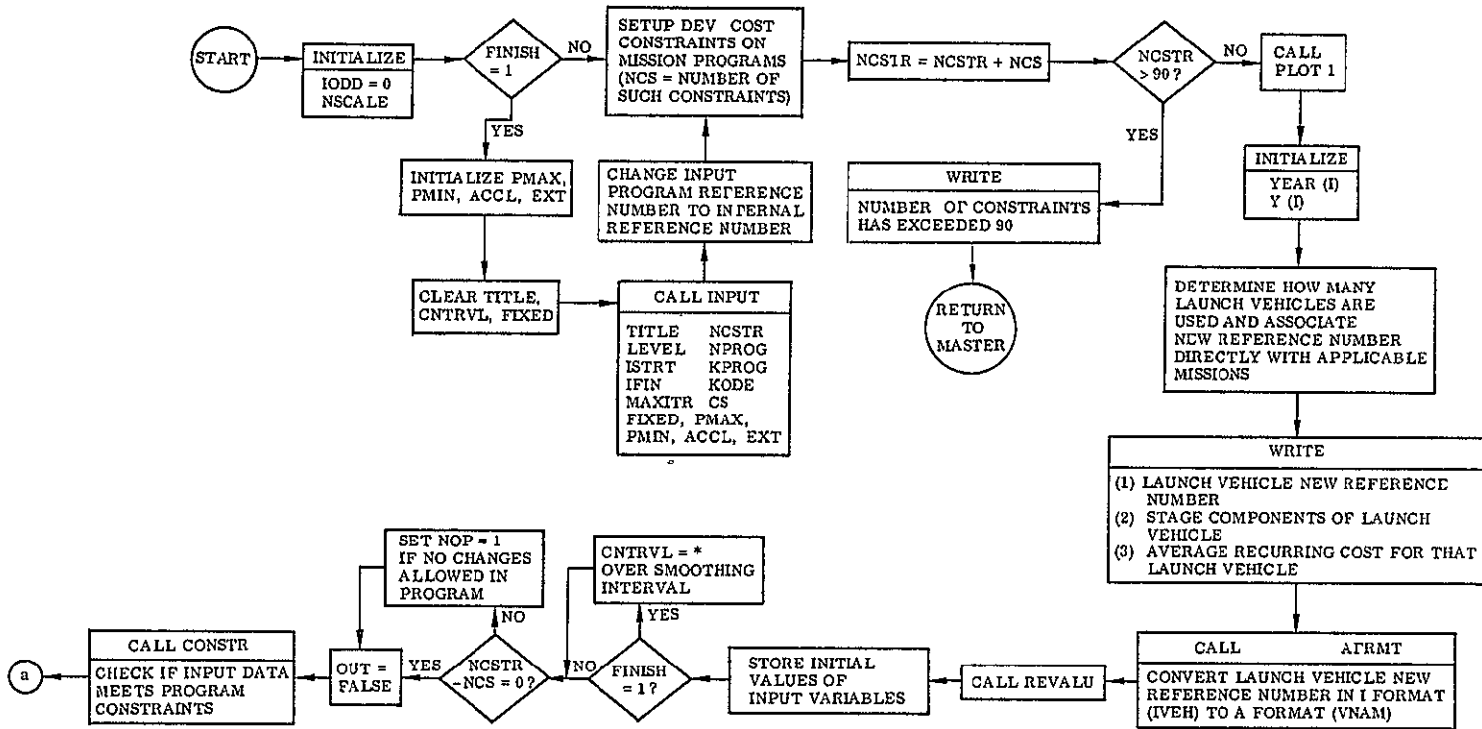 START
INITIALIZE
IODD = 0
NSCALE
FINISH
= 1
NO
YES
SETUP DEV COST
CONSTRAINTS ON
MISSION PROGRAMS
(NCS = NUMBER OF
SUCH CONSTRAINTS)
NCSTR = NCSTR + NCS
NCSTR
> 90 ?
NO
YES
CALL
PLOT 1
INITIALIZE PMAX,
PMIN, ACCL, EXT
CHANGE INPUT
PROGRAM REFERENCE
NUMBER TO INTERNAL
REFERENCE NUMBER
WRITE
NUMBER OF CONSTRAINTS
HAS EXCEEDED 90
INITIALIZE
YEAR (I)
Y (I)
CLEAR TITLE,
CNTRVL, FIXED
CALL INPUT
TITLE NCSTR
LEVEL NPROG
ISTRT KPROG
IFIN KODE
MAXITR CS
FIXED, PMAX,
PMIN, ACCL, EXT
RETURN
TO
MASTER
DETERMINE HOW MANY
LAUNCH VEHICLES ARE
USED AND ASSOCIATE
NEW REFERENCE NUMBER
DIRECTLY WITH APPLICABLE
MISSIONS
WRITE
(1) LAUNCH VEHICLE NEW REFERENCE
NUMBER
(2) STAGE COMPONENTS OF LAUNCH
VEHICLE
(3) AVERAGE RECURRING COST FOR THAT
LAUNCH VEHICLE
SET NOP = 1
IF NO CHANGES
ALLOWED IN
PROGRAM
CNTRVL = *
OVER SMOOTHING
INTERVAL
NO
YES
a
CALL CONSTR
CHECK IF INPUT DATA
MEETS PROGRAM
CONSTRAINTS
OUT =
FALSE
YES
NCSTR
-NCS = 0 ?
NO
FINISH
= 1 ?
STORE INITIAL
VALUES OF
INPUT VARIABLES
CALL REVALU
CALL AFRMT
CONVERT LAUNCH VEHICLE NEW
REFERENCE NUMBER IN I FORMAT
(IVEH) TO A FORMAT (VNAM)